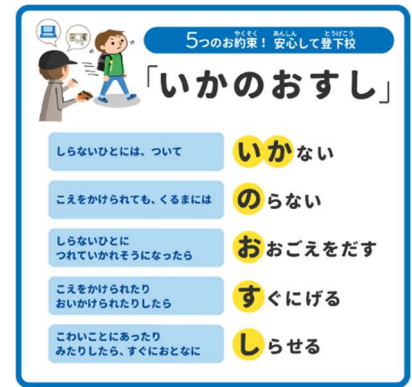 5つのお約束！ 安心して登下校
「いかのおすし」
しらないひとには、ついて
いかない
こえをかけられても、くるまには
のらない
しらないひとに
つれていかれそうになったら
おおごえをだす
こえをかけられたり
おいかけられたりしたら
すぐにげる
こわいことにあったり
みたりしたら、すぐにおとなに
しらせる